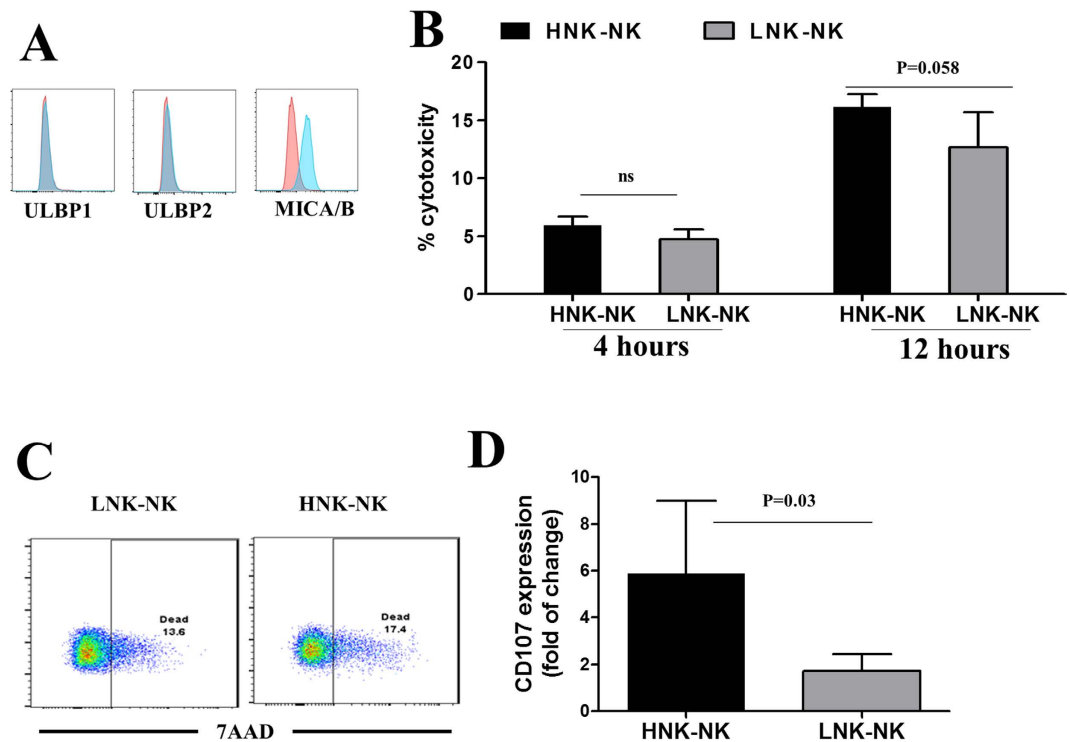 A
ULBP1 ULBP2 MICA/B
B
HNK-NK LNK-NK
% cytotoxicity
20
15
10
5
0
ns
P=0.058
HNK-NK LNK-NK HNK-NK LNK-NK
4 hours 12 hours
C
LNK-NK HNK-NK
Dead
13.6
Dead
17.4
7AAD
D
CD107 expression
(fold of change)
10
8
6
4
2
0
P=0.03
HNK-NK LNK-NK